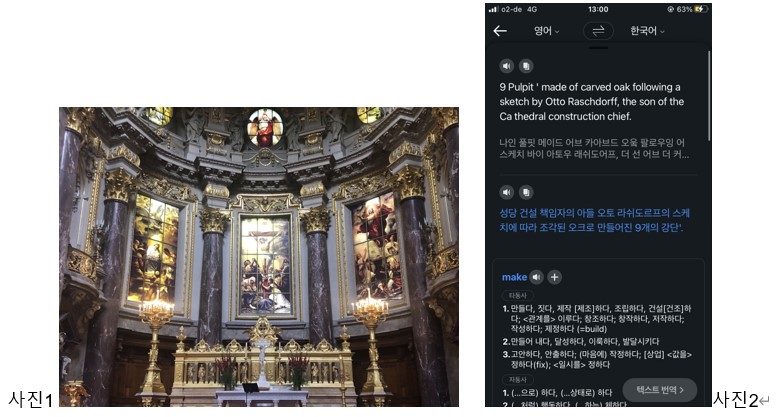 o2-de 4G 13:00 63%
영어 한국어
9 Pulpit ' made of carved oak following a
sketch by Otto Raschdorff, the son of the
Ca thedral construction chief.
나인 풀핏 메이드 어브 카아브드 오욱 팔로우잉 어
스케치 바이 아토우 래쉬도어프, 더 선 어브 더 커...
성당 건설 책임자의 아들 오토 라쉬도르프의 스케
치에 따라 조각된 오크로 만들어진 9개의 강단'.
make
타동사
1. 만들다, 짓다, 제작 [제조]하다, 조립하다, 건설[건조]하
다; <관계를> 이루다; 창조하다; 창작하다, 저작하다;
작성하다; 제정하다 (=build)
2. 만들어 내다, 달성하다, 이룩하다, 발달시키다
3. 고안하다, 안출하다; (마음에) 작정하다; [상업] <값을>
정하다(fix); <일시를> 정하다
자동사
1. (...으로) 하다, (...상태로) 하다
텍스트 번역 >
2. (...처럼) 행동하다, (...하는) 체하다
사진1
사진2